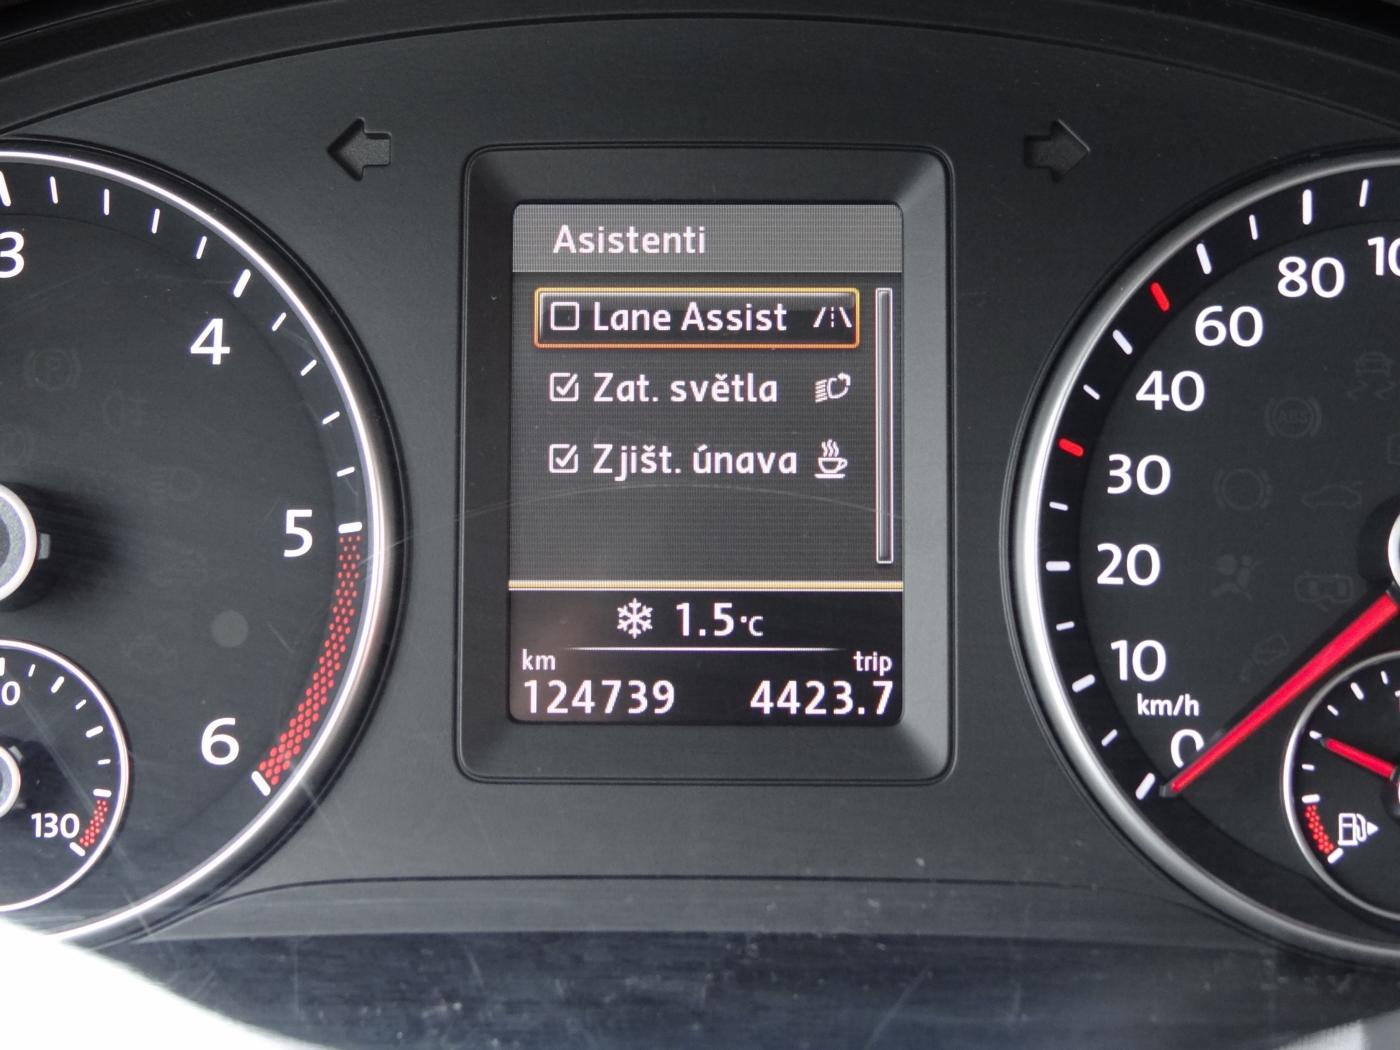 Asistenti
Lane Assist
Zat. světla
Zjišt. únava
1.5°C
km trip
124739 4423.7
3
4
5
6
130
80
60
40
30
20
10
km/h
0